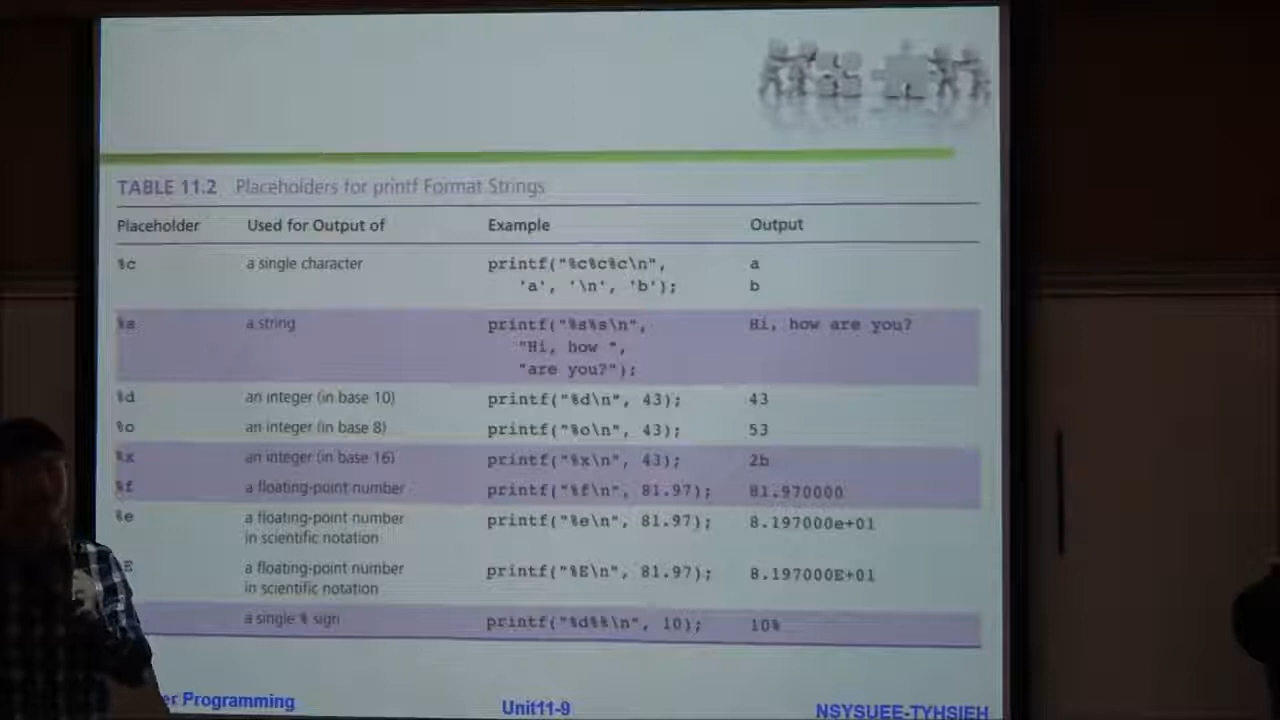 TABLE 11.2 Placeholders for printf Format Strings
Placeholder Used for Output of Example Output
%c a single character printf("%c%c%c\n", a
'a', '\n', 'b'); b
%s a string printf("%s%s\n", Hi, how are you?
"Hi, how ",
"are you?");
%d an integer (in base 10) printf("%d\n", 43); 43
%o an integer (in base 8) printf("%o\n", 43); 53
%x an integer (in base 16) printf("%x\n", 43); 2b
%f a floating-point number printf("%f\n", 81.97); 81.970000
%e a floating-point number printf("%e\n", 81.97); 8.197000e+01
in scientific notation
E a floating-point number printf("%E\n", 81.97); 8.197000E+01
in scientific notation
a single % sign printf("%d%%\n", 10); 10%
er Programming Unit11-9 NSYSUEE-TYHSIEH